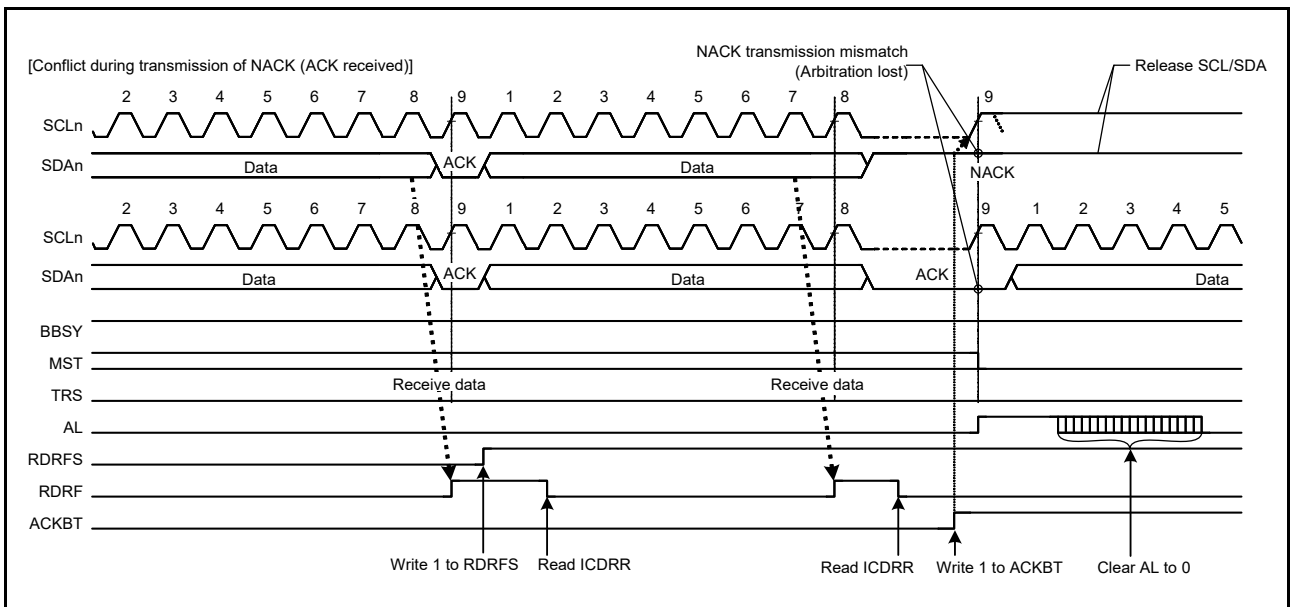 [Conflict during transmission of NACK (ACK received)]
NACK transmission mismatch
(Arbitration lost)
Release SCL/SDA
2 3 4 5 6 7 8 9 1 2 3 4 5 6 7 8 9
SCLn
SDAn
Data ACK Data NACK
2 3 4 5 6 7 8 9 1 2 3 4 5 6 7 8 9 1 2 3 4 5
SCLn
SDAn
Data ACK Data ACK Data
BBSY
MST
Receive data Receive data
TRS
AL
RDRFS
RDRF
ACKBT
Write 1 to RDRFS Read ICDRR Read ICDRR Write 1 to ACKBT Clear AL to 0